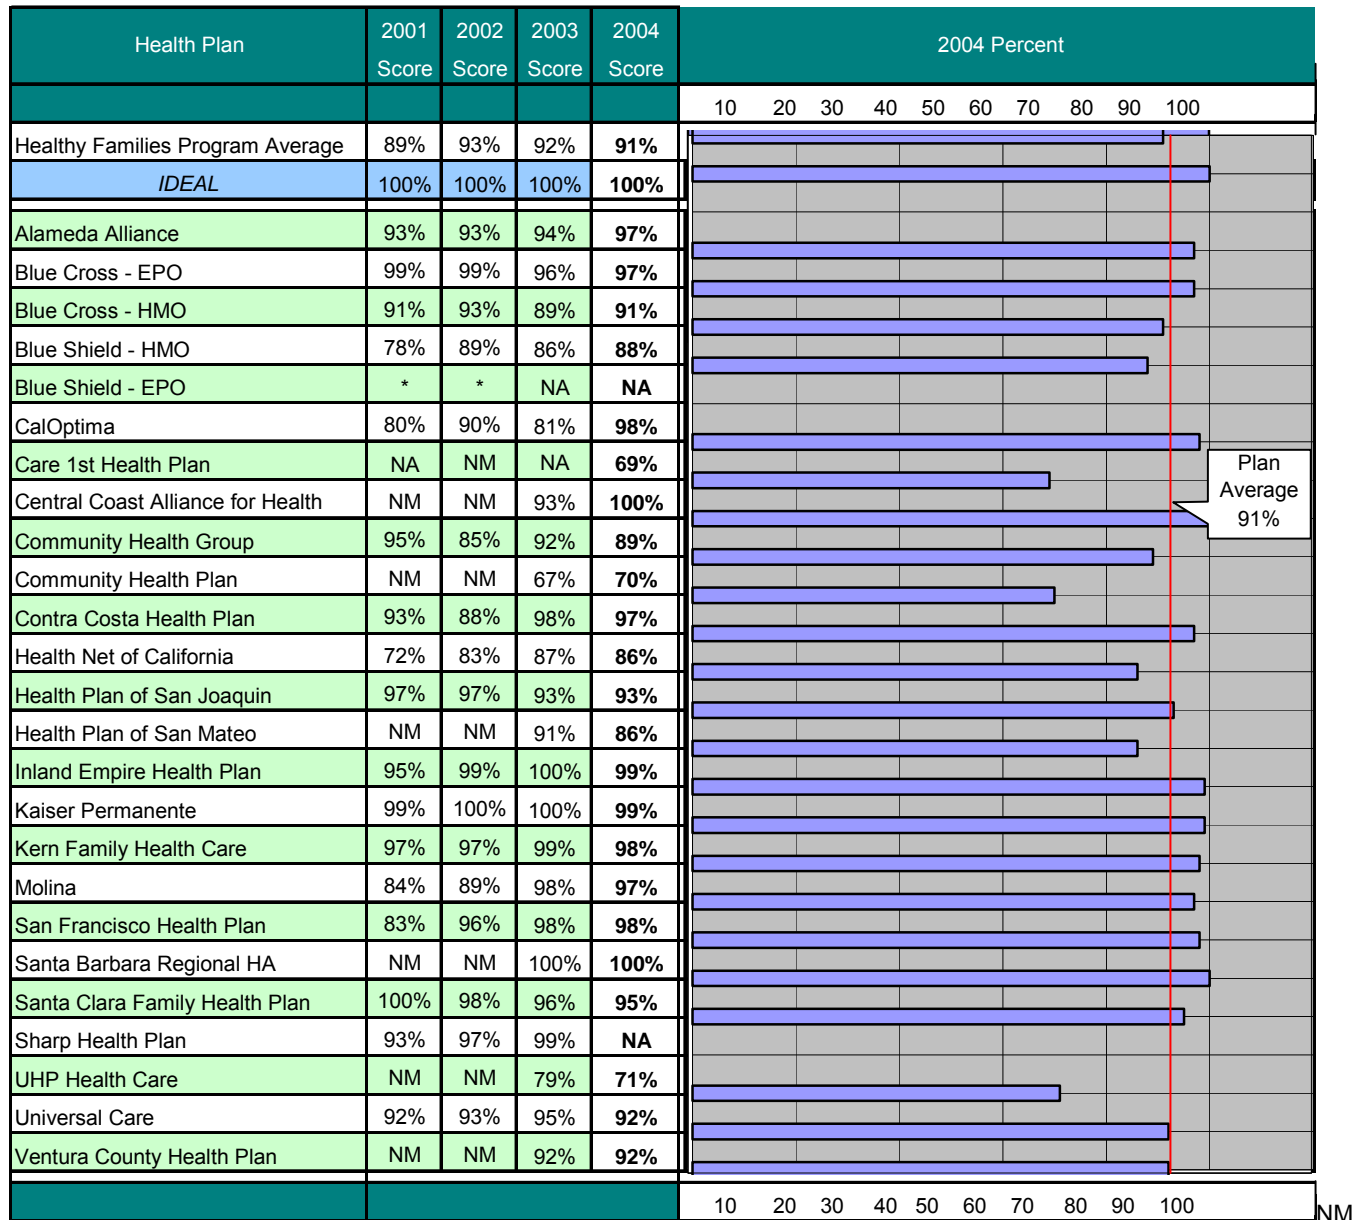 Health Plan 2001 Score 2002 Score 2003 Score 2004 Score 2004 Percent
10 20 30 40 50 60 70 80 90 100
Healthy Families Program Average 89% 93% 92% 91%
IDEAL 100% 100% 100% 100%
Alameda Alliance 93% 93% 94% 97%
Blue Cross - EPO 99% 99% 96% 97%
Blue Cross - HMO 91% 93% 89% 91%
Blue Shield - HMO 78% 89% 86% 88%
Blue Shield - EPO * * NA NA
CalOptima 80% 90% 81% 98%
Care 1st Health Plan NA NM NA 69%
Central Coast Alliance for Health NM NM 93% 100%
Plan
Average
91%
Community Health Group 95% 85% 92% 89%
Community Health Plan NM NM 67% 70%
Contra Costa Health Plan 93% 88% 98% 97%
Health Net of California 72% 83% 87% 86%
Health Plan of San Joaquin 97% 97% 93% 93%
Health Plan of San Mateo NM NM 91% 86%
Inland Empire Health Plan 95% 99% 100% 99%
Kaiser Permanente 99% 100% 100% 99%
Kern Family Health Care 97% 97% 99% 98%
Molina 84% 89% 98% 97%
San Francisco Health Plan 83% 96% 98% 98%
Santa Barbara Regional HA NM NM 100% 100%
Santa Clara Family Health Plan 100% 98% 96% 95%
Sharp Health Plan 93% 97% 99% NA
UHP Health Care NM NM 79% 71%
Universal Care 92% 93% 95% 92%
Ventura County Health Plan NM NM 92% 92%
10 20 30 40 50 60 70 80 90 100
NM